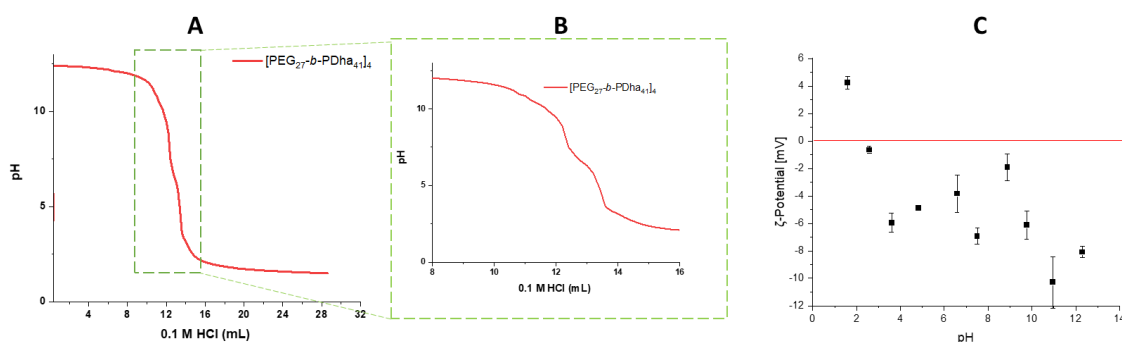 A
[PEG27-b-PDha41]4
pH
10
5
0
4 8 12 16 20 24 28 32
0.1 M HCl (mL)
B
[PEG27-b-PDha41]4
pH
10
5
0
8 10 12 14 16
0.1 M HCl (mL)
C
ζ-Potential [mV]
6
4
2
0
-2
-4
-6
-8
-10
-12
0 2 4 6 8 10 12 14
pH